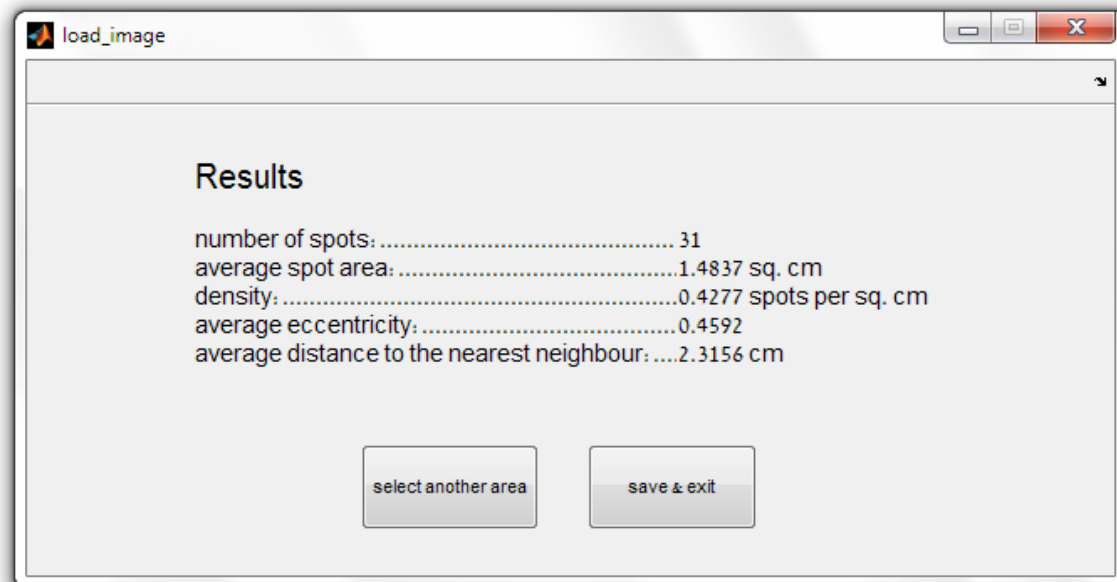 load_image
Results
number of spots: ............................................ 31
average spot area: ..........................................1.4837 sq. cm
density: ...........................................................0.4277 spots per sq. cm
average eccentricity: ......................................0.4592
average distance to the nearest neighbour: ....2.3156 cm
select another area
save & exit